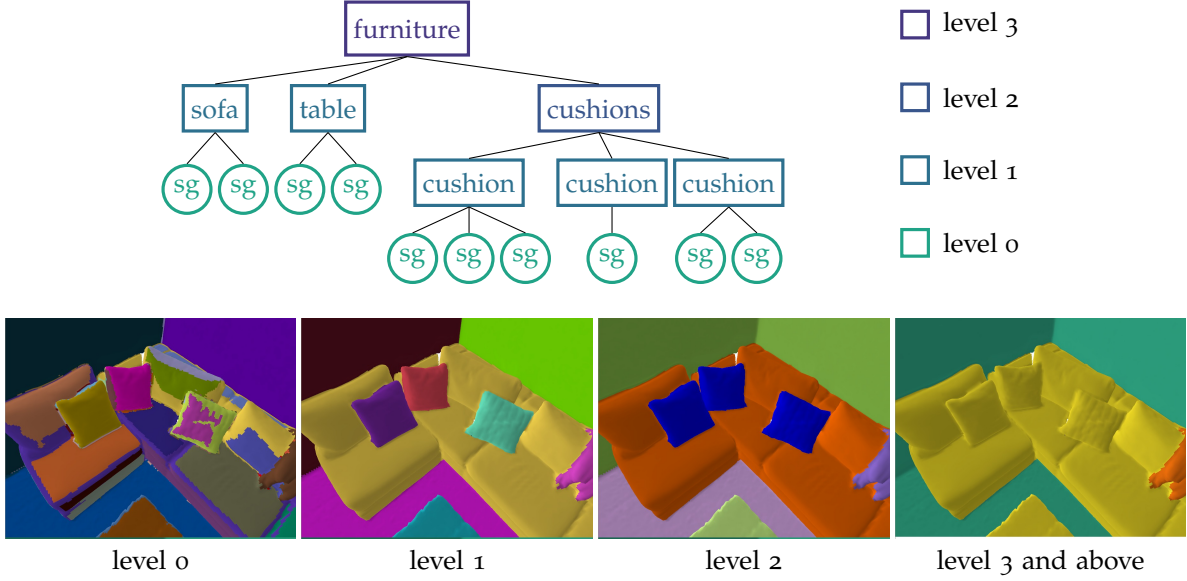 furniture
level 3
sofa table cushions
level 2
sg sg sg sg cushion cushion cushion
level 1
sg sg sg sg sg sg
level 0
level 0 level 1 level 2 level 3 and above